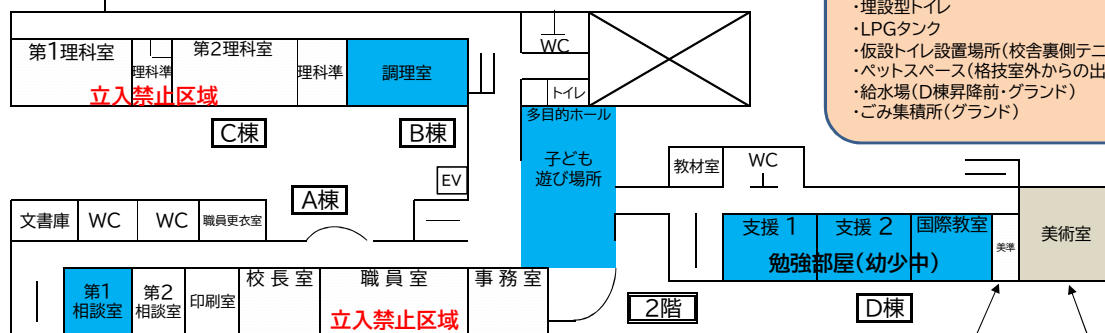 ・埋設型トイレ
・LPGタンク
・仮設トイレ設置場所(校舎裏側テニ
・ペットスペース(格技室外からの出
・給水場(D棟昇降前・グランド)
・ごみ集積所(グランド)
第1理科室
理科準
第2理科室
理科準
調理室
立入禁止区域
WC
トイレ
多目的ホール
子ども
遊び場所
C棟
B棟
EV
A棟
教材室
WC
文書庫
WC
WC
職員更衣室
支援 1
支援 2
国際教室
美準
美術室
勉強部屋(幼少中)
第1
相談室
第2
相談室
印刷室
校長室
職員室
事務室
立入禁止区域
2階
D棟